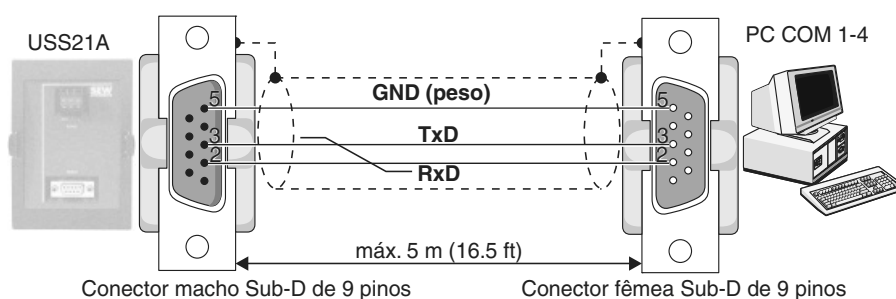 USS21A
PC COM 1-4
SEW
5
GND (peso)
5
3
TxD
3
2
RxD
2
máx. 5 m (16.5 ft)
Conector macho Sub-D de 9 pinos
Conector fêmea Sub-D de 9 pinos